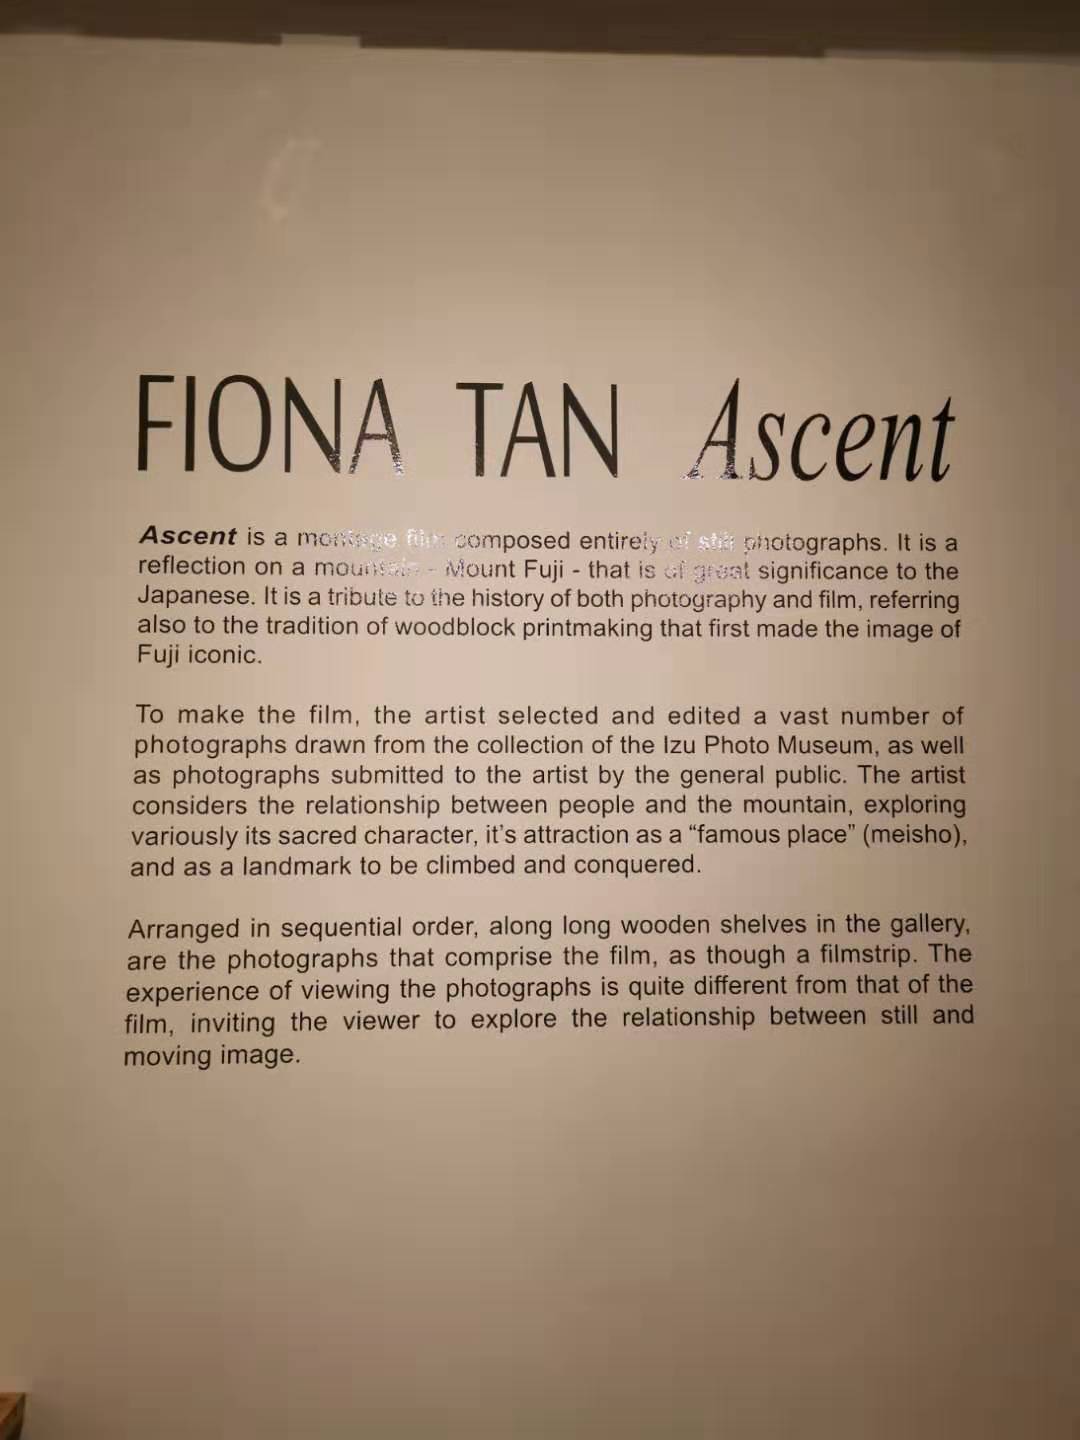 FIONA TAN Ascent
Ascent is a montage film composed entirely of still photographs. It is a
reflection on a mountain - Mount Fuji - that is of great significance to the
Japanese. It is a tribute to the history of both photography and film, referring
also to the tradition of woodblock printmaking that first made the image of
Fuji iconic.
To make the film, the artist selected and edited a vast number of
photographs drawn from the collection of the Izu Photo Museum, as well
as photographs submitted to the artist by the general public. The artist
considers the relationship between people and the mountain, exploring
variously its sacred character, it's attraction as a “famous place” (meisho),
and as a landmark to be climbed and conquered.
Arranged in sequential order, along long wooden shelves in the gallery,
are the photographs that comprise the film, as though a filmstrip. The
experience of viewing the photographs is quite different from that of the
film, inviting the viewer to explore the relationship between still and
moving image.